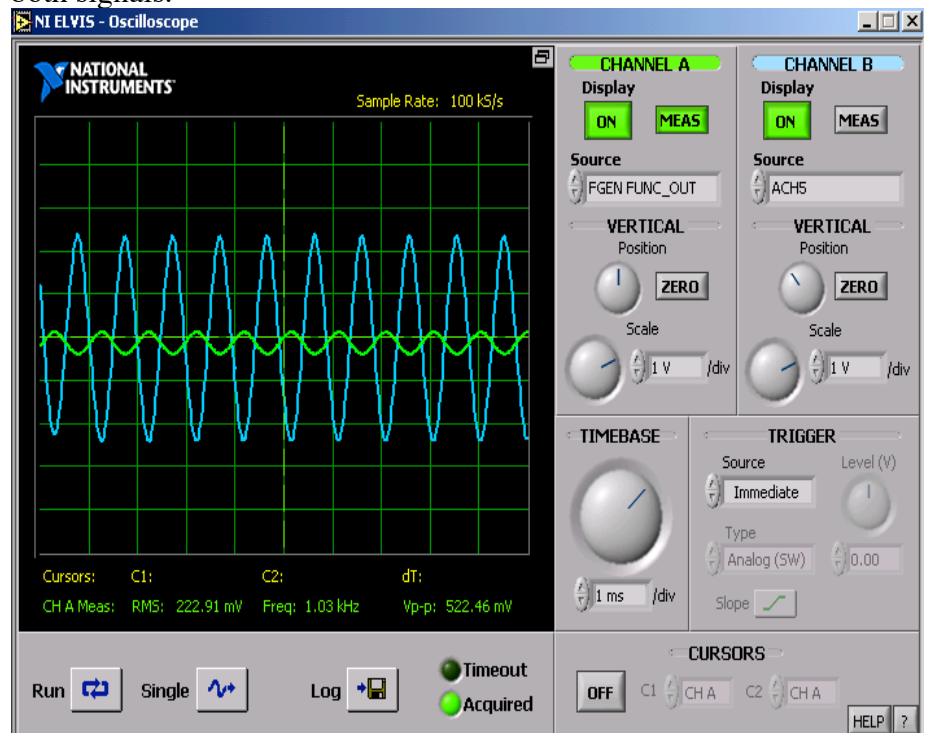 both signals.
NI ELVIS - Oscilloscope
NATIONAL
INSTRUMENTS™
Sample Rate: 100 kS/s
Cursors: C1: C2: dT:
CH A Meas: RMS: 222.91 mV Freq: 1.03 kHz Vp-p: 522.46 mV
Run Single Log Timeout
Acquired
CHANNEL A
Display
ON MEAS
Source
FGEN FUNC_OUT
VERTICAL
Position
ZERO
Scale
1 V /div
CHANNEL B
Display
ON MEAS
Source
ACH5
VERTICAL
Position
ZERO
Scale
1 V /div
TIMEBASE
1 ms /div
TRIGGER
Source Level (V)
Immediate
Type
Analog (SW) 0.00
Slope
CURSORS
OFF C1 CH A C2 CH A
HELP ?